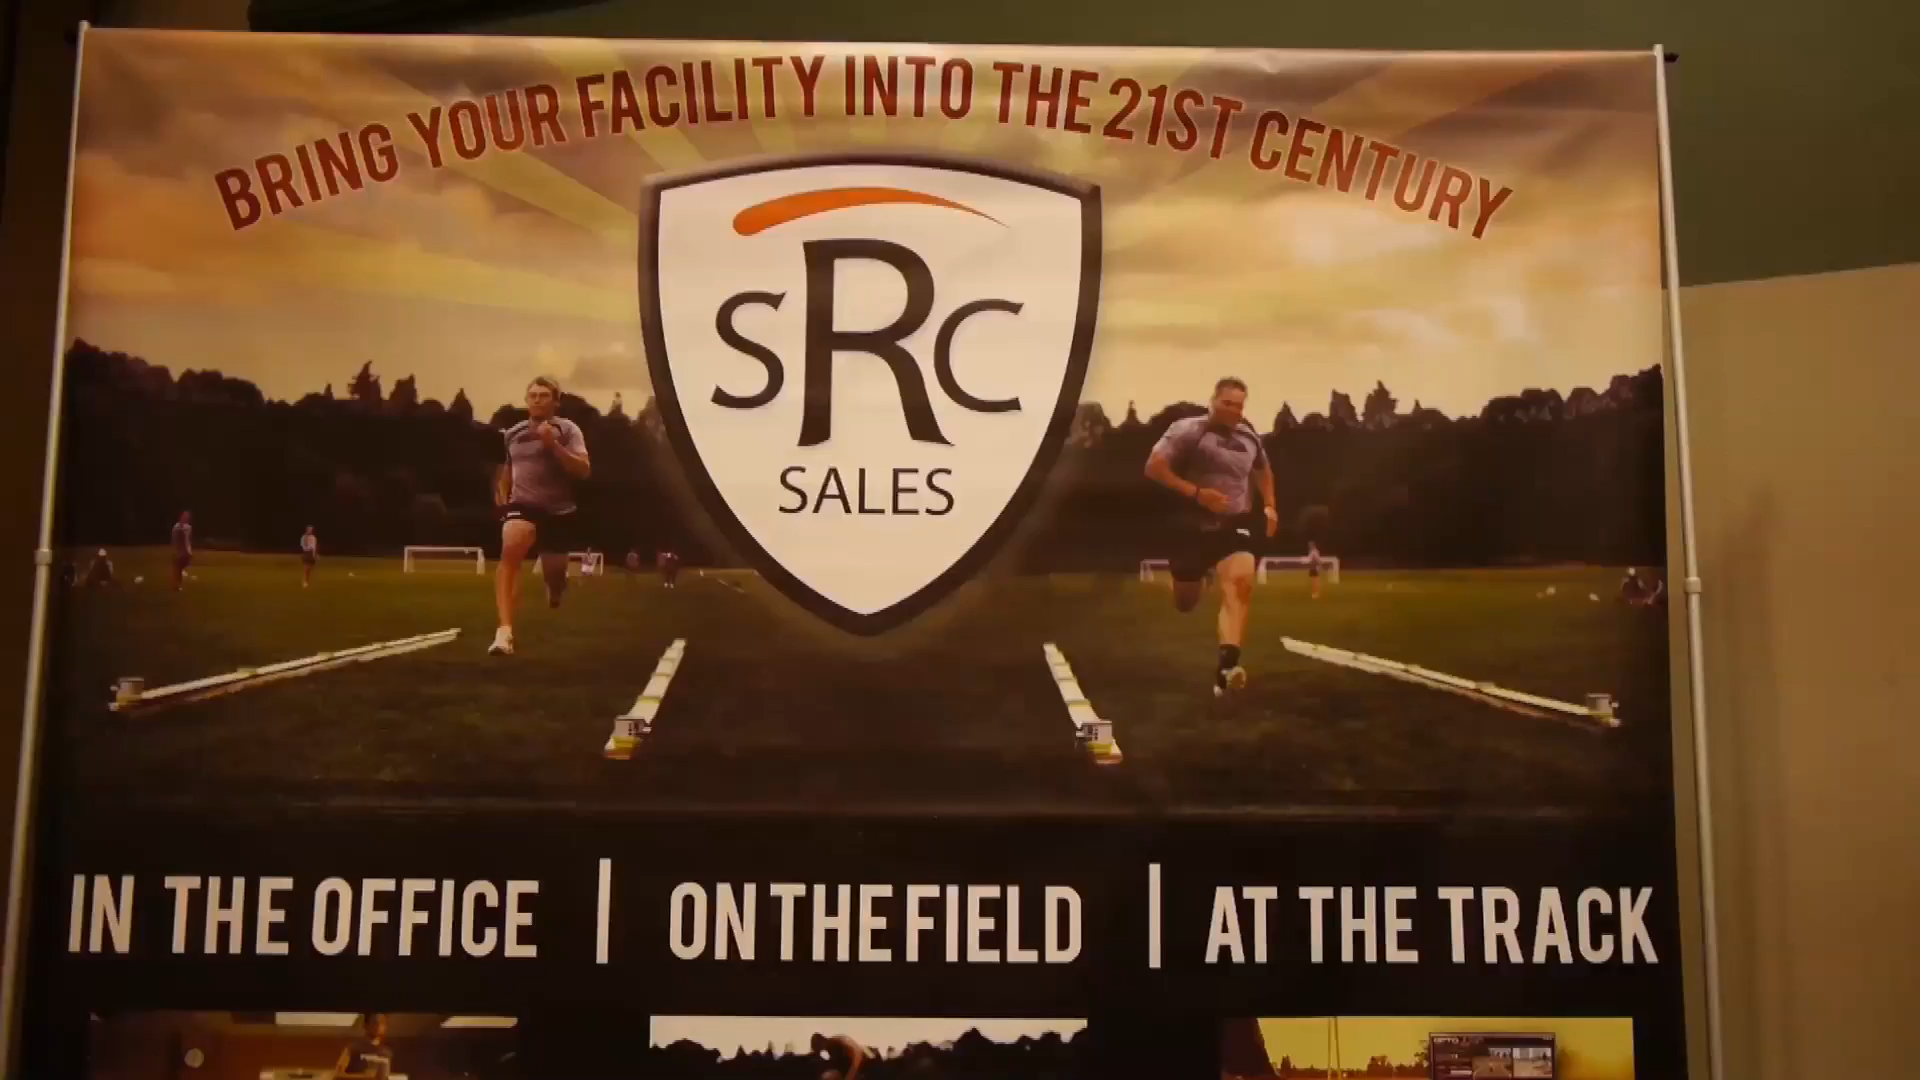 BRING YOUR FACILITY INTO THE 21ST CENTURY
SRC
SALES
IN THE OFFICE | ON THE FIELD | AT THE TRACK